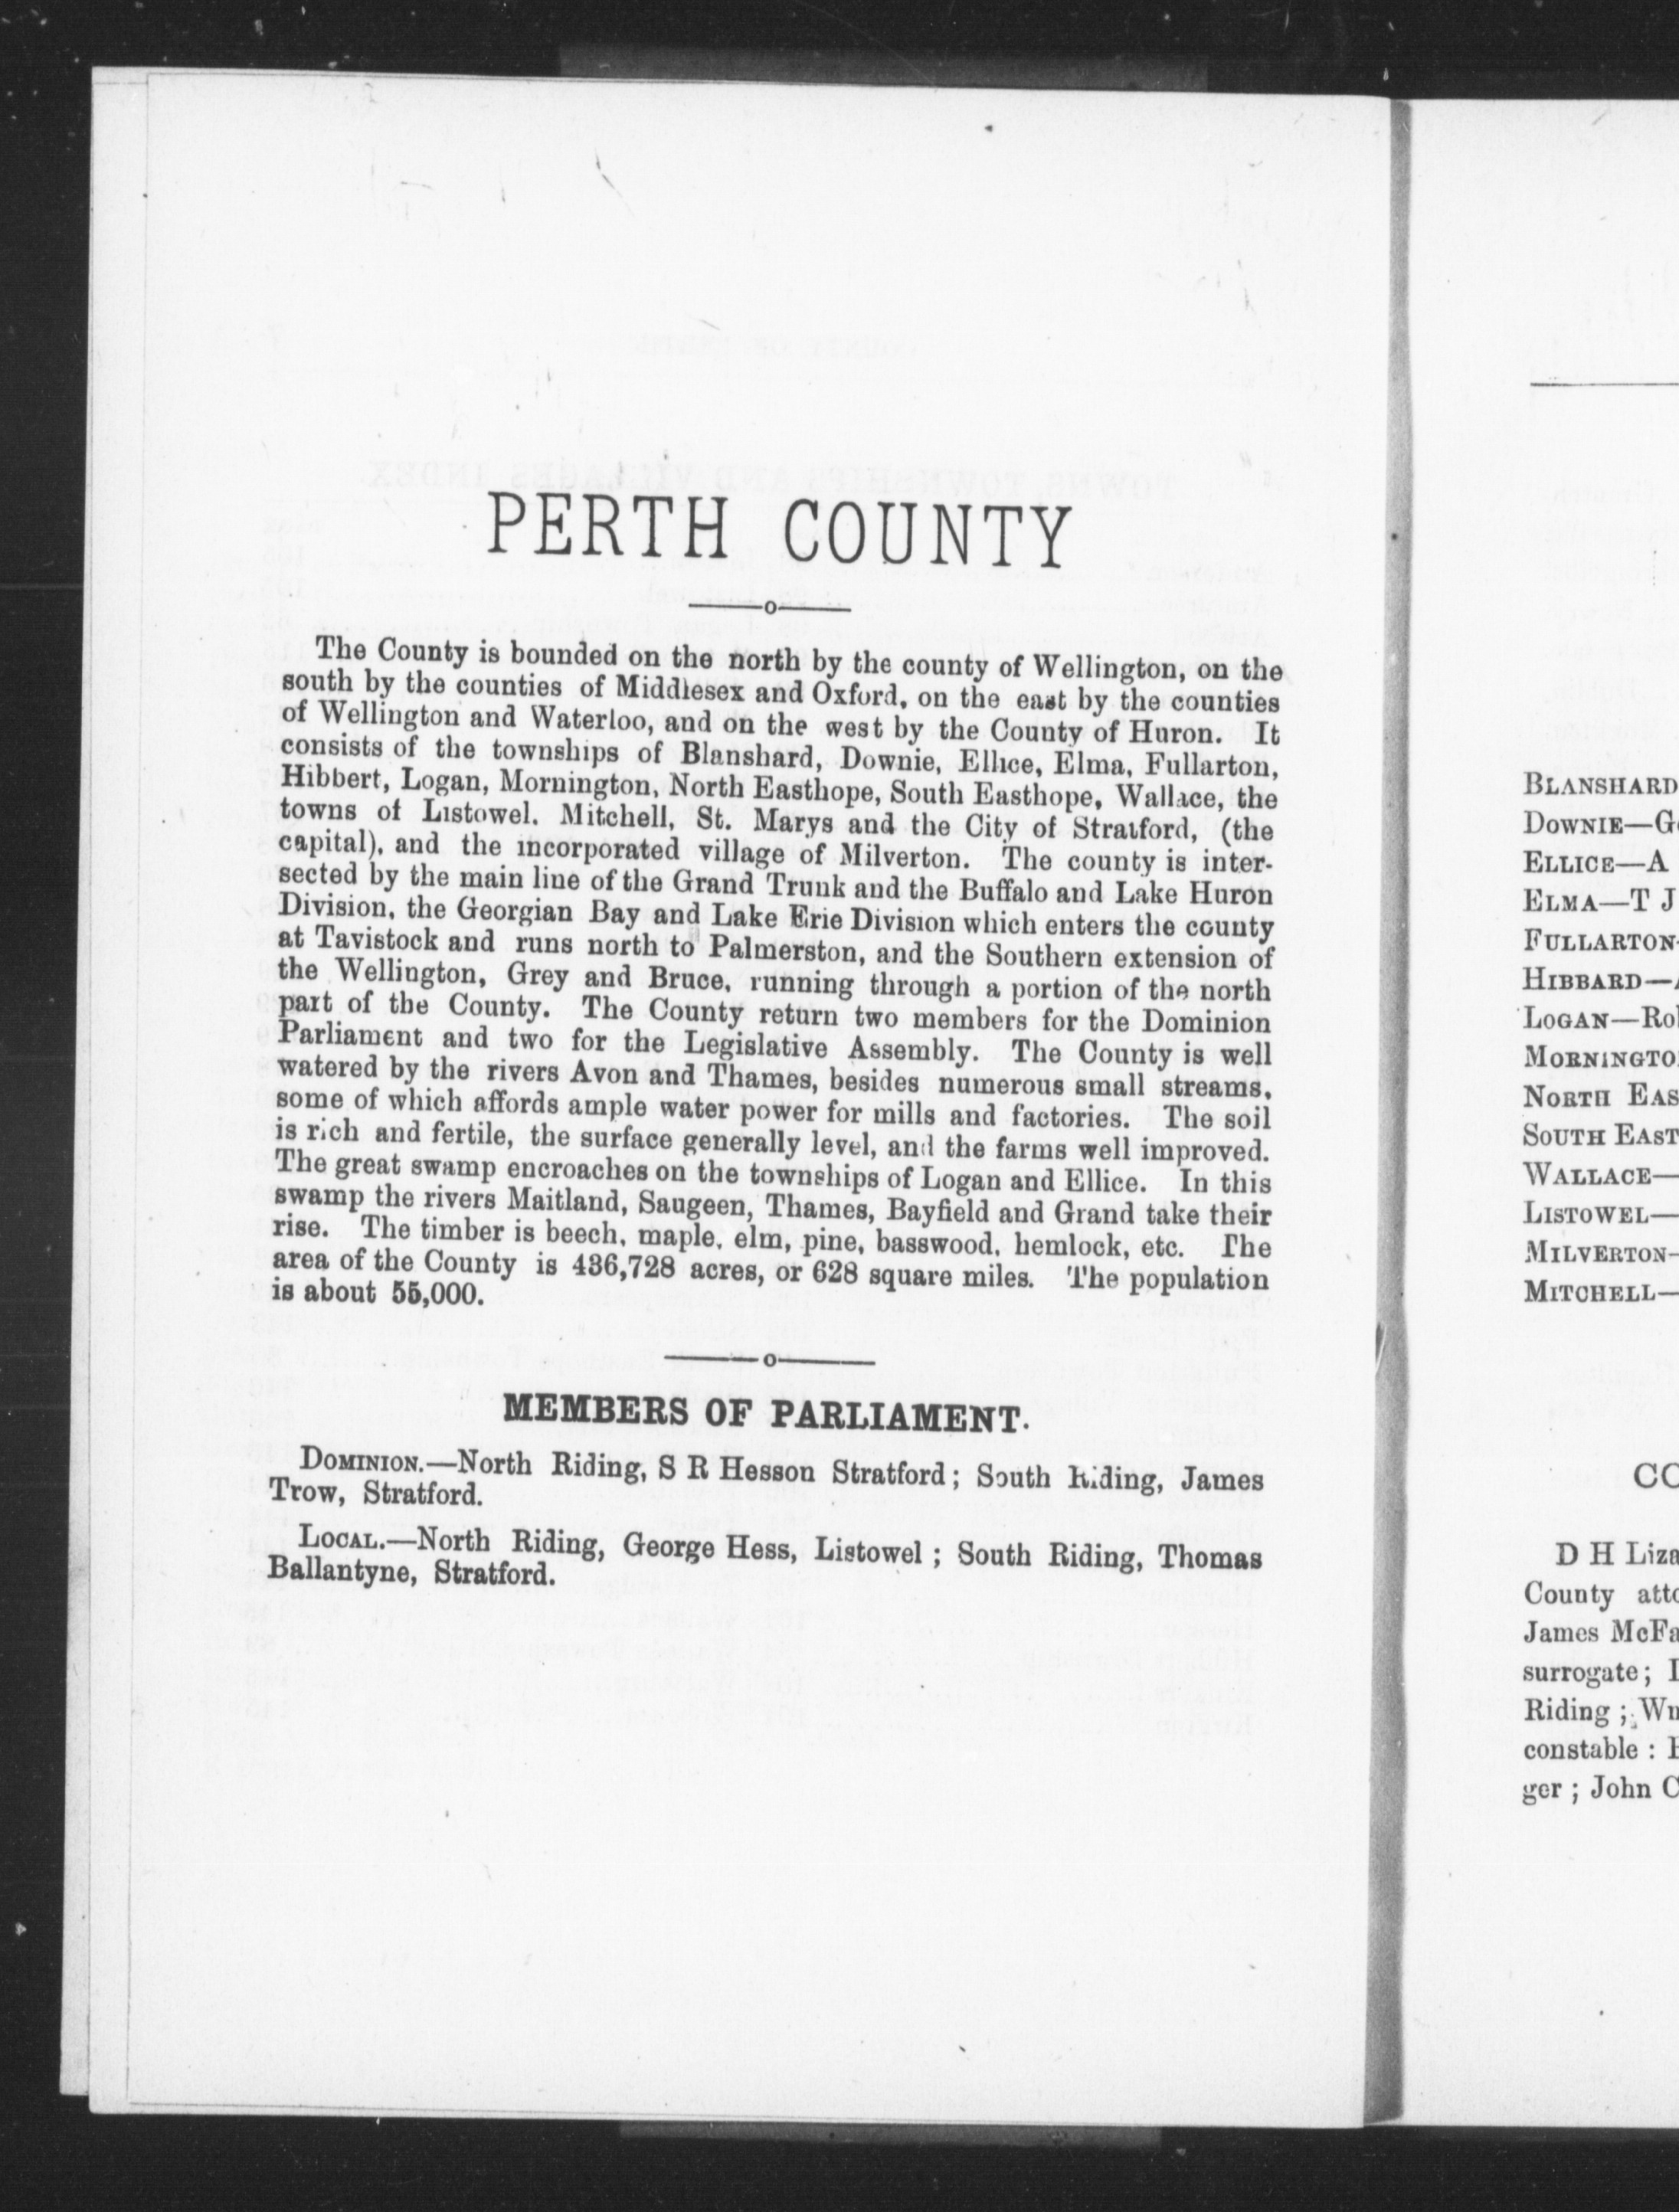 PERTH COUNTY
The County is bounded on the north by the county of Wellington, on the
south by the counties of Middlesex and Oxford, on the east by the counties
of Wellington and Waterloo, and on the west by the County of Huron. It
consists of the townships of Blanshard, Downie, Ellice, Elma, Fullarton,
Hibbert, Logan, Mornington, North Easthope, South Easthope, Wallace, the
towns of Listowel. Mitchell, St. Marys and the City of Stratford, (the
capital), and the incorporated village of Milverton. The county is inter-
sected by the main line of the Grand Trunk and the Buffalo and Lake Huron
Division, the Georgian Bay and Lake Erie Division which enters the county
at Tavistock and runs north to Palmerston, and the Southern extension of
the Wellington, Grey and Bruce, running through a portion of the north
part of the County. The County return two members for the Dominion
Parliament and two for the Legislative Assembly. The County is well
watered by the rivers Avon and Thames, besides numerous small streams,
some of which affords ample water power for mills and factories. The soil
is rich and fertile, the surface generally level, and the farms well improved.
The great swamp encroaches on the townships of Logan and Ellice. In this
swamp the rivers Maitland, Saugeen, Thames, Bayfield and Grand take their
rise. The timber is beech, maple, elm, pine, basswood, hemlock, etc. The
area of the County is 436,728 acres, or 628 square miles. The population
is about 55,000.
MEMBERS OF PARLIAMENT.
DOMINION.—North Riding, S R Hesson Stratford; South Riding, James
Trow, Stratford.
LOCAL.—North Riding, George Hess, Listowel; South Riding, Thomas
Ballantyne, Stratford.
BLANSHARD
DOWNIE—G
ELLICE—A
ELMA—T J
FULLARTON
HIBBARD—
LOGAN—Ro
MORNINGTO
NORTH EAS
SOUTH EAST
WALLACE—
LISTOWEL—
MILVERTON—
MITCHELL—
CO
D H Liza
County atto
James McFa
surrogate;
Riding;
constable:
ger; John C